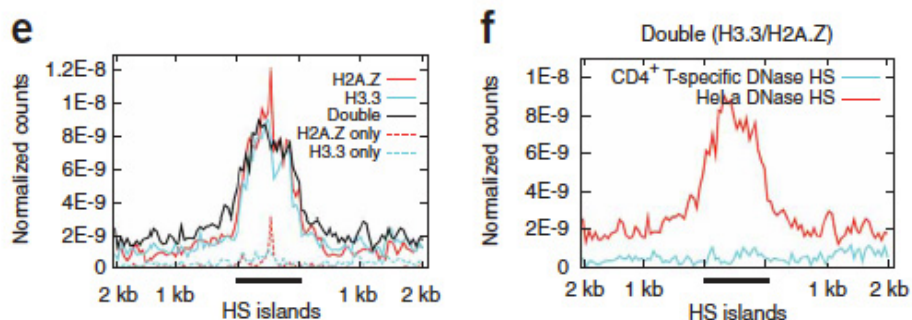 e
Normalized counts
1.2E-8
1E-8
8E-9
6E-9
4E-9
2E-9
0
H2A.Z
H3.3
Double
H2A.Z only
H3.3 only
2 kb 1 kb 1 kb 2 kb
HS islands
f
Double (H3.3/H2A.Z)
Normalized counts
1E-8
8E-9
6E-9
4E-9
2E-9
0
CD4+ T-specific DNase HS
HeLa DNase HS
2 kb 1 kb 1 kb 2 kb
HS islands